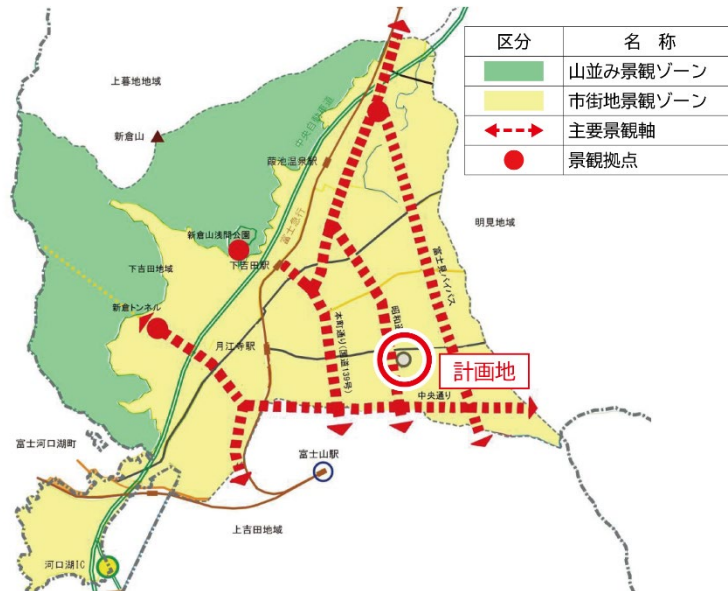 区分 名 称
山並み景観ゾーン
市街地景観ゾーン
主要景観軸
景観拠点
上暮地地域
新倉山
中央自動車道
葭池温泉駅
富士急行
明見地域
新倉山浅間公園
下吉田駅
下吉田地域
富士見バイパス
新倉トンネル
月江寺駅
本町通り(国道139号)
昭和通
計画地
中央通り
富士河口湖町
富士山駅
上吉田地域
河口湖IC